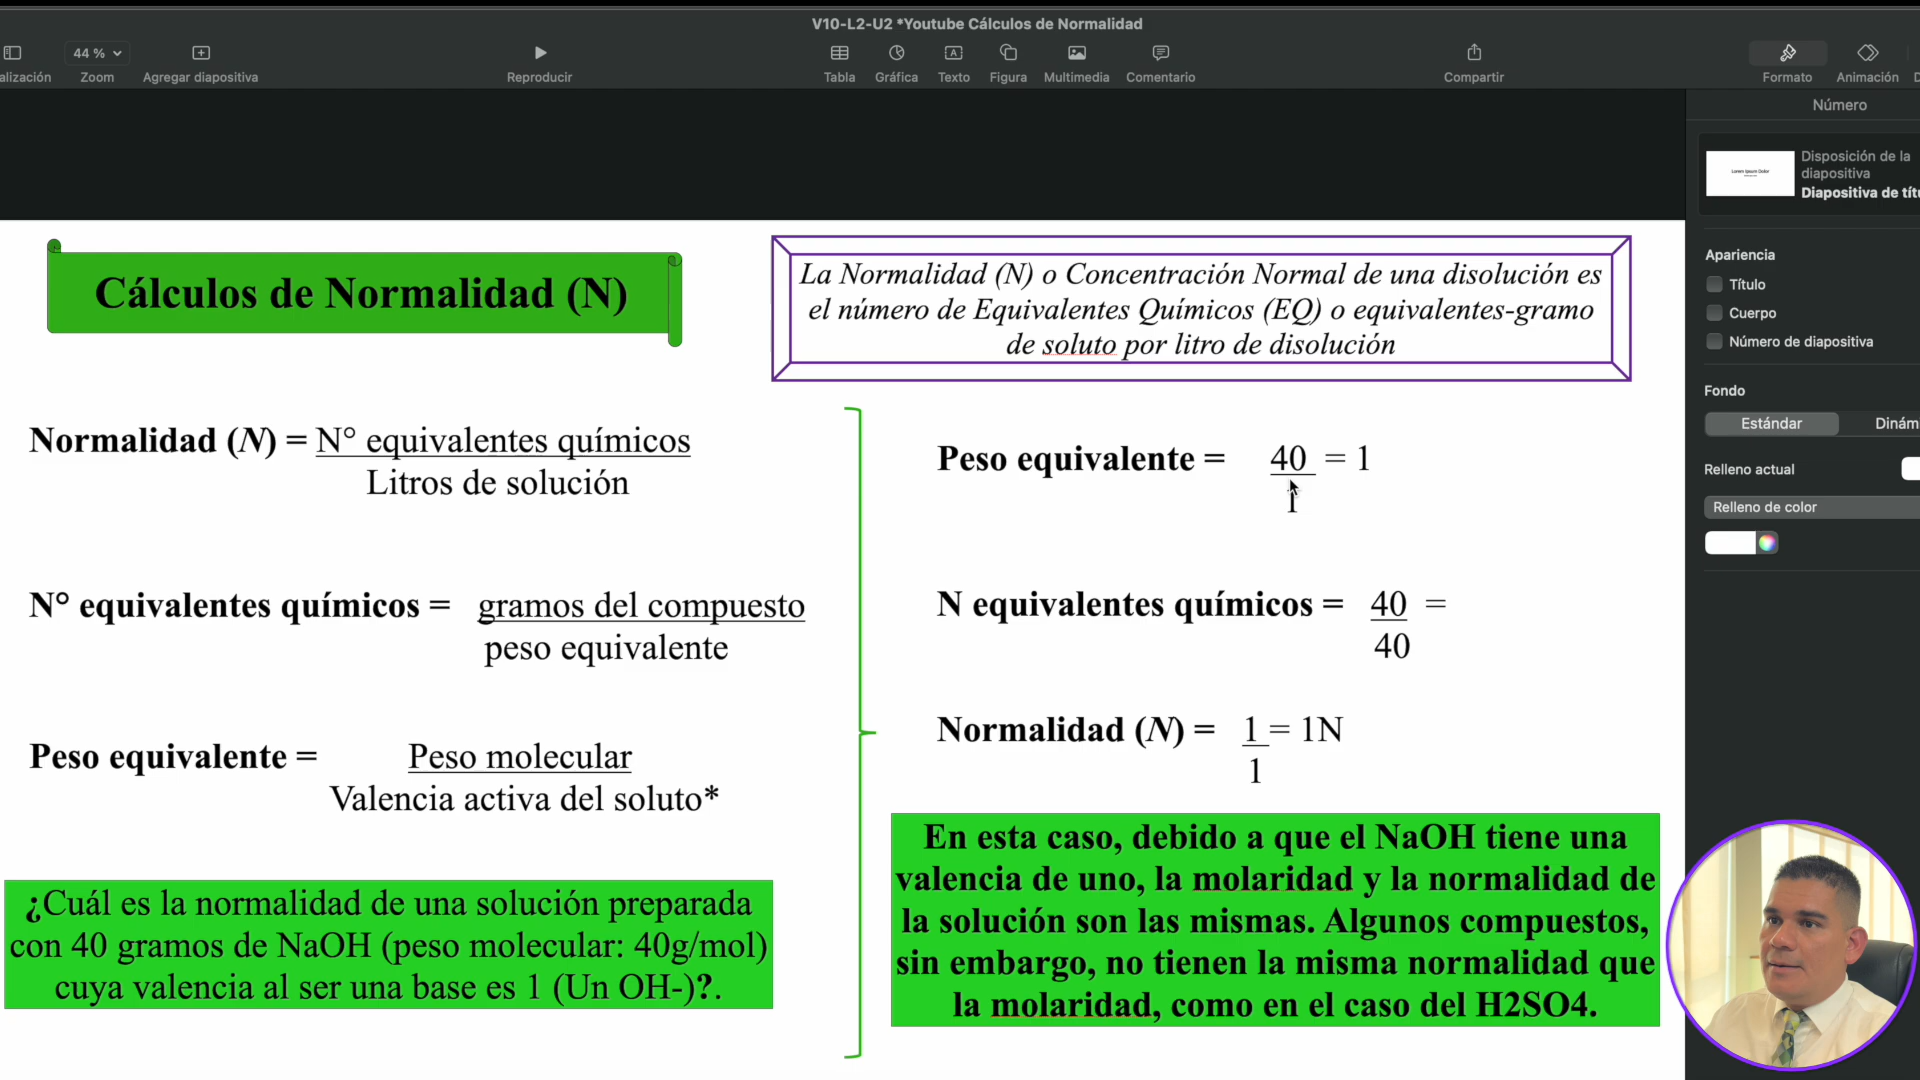 V10-L2-U2 *Youtube Cálculos de Normalidad
44 %
alización
Zoom
Agregar diapositiva
Reproducir
Tabla
Gráfica
Texto
Figura
Multimedia
Comentario
Compartir
Formato
Animación
D
Número
Disposición de la
diapositiva
Diapositiva de títu
Apariencia
Título
Cuerpo
Número de diapositiva
Fondo
Estándar
Dinám
Relleno actual
Relleno de color
Cálculos de Normalidad (N)
La Normalidad (N) o Concentración Normal de una disolución es
el número de Equivalentes Químicos (EQ) o equivalentes-gramo
de soluto por litro de disolución
Normalidad (N) = N° equivalentes químicos
Litros de solución
N° equivalentes químicos = gramos del compuesto
peso equivalente
Peso equivalente = Peso molecular
Valencia activa del soluto*
¿Cuál es la normalidad de una solución preparada
con 40 gramos de NaOH (peso molecular: 40g/mol)
cuya valencia al ser una base es 1 (Un OH-)?.
Peso equivalente = 40 = 1
1
N equivalentes químicos = 40 =
40
Normalidad (N) = 1 = 1N
1
En esta caso, debido a que el NaOH tiene una
valencia de uno, la molaridad y la normalidad de
la solución son las mismas. Algunos compuestos,
sin embargo, no tienen la misma normalidad que
la molaridad, como en el caso del H2SO4.